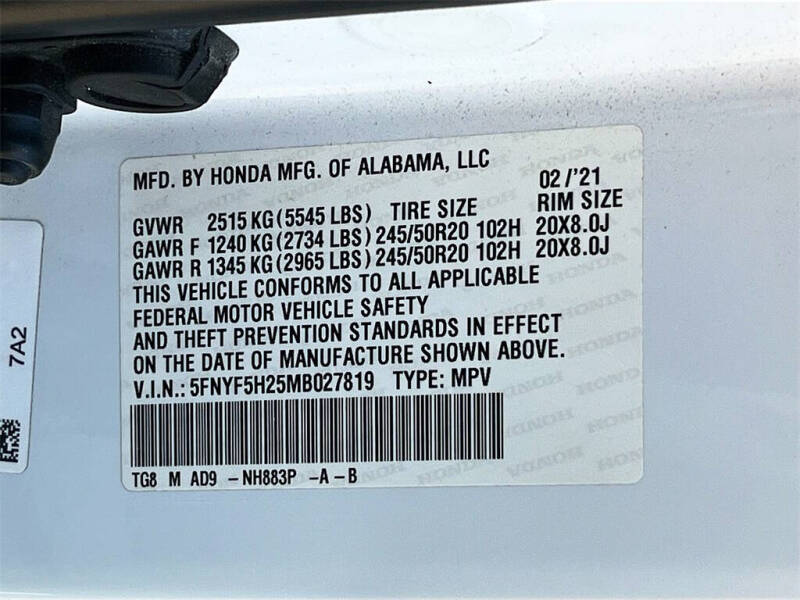 MFD. BY HONDA MFG. OF ALABAMA, LLC
02/'21
GVWR 2515 KG (5545 LBS) TIRE SIZE RIM SIZE
GAWR F 1240 KG (2734 LBS) 245/50R20 102H 20X8.0J
GAWR R 1345 KG (2965 LBS) 245/50R20 102H 20X8.0J
THIS VEHICLE CONFORMS TO ALL APPLICABLE
FEDERAL MOTOR VEHICLE SAFETY
AND THEFT PREVENTION STANDARDS IN EFFECT
ON THE DATE OF MANUFACTURE SHOWN ABOVE.
V.I.N.: 5FNYF5H25MB027819 TYPE: MPV
TG8 M AD9 -NH883P -A -B
7A2